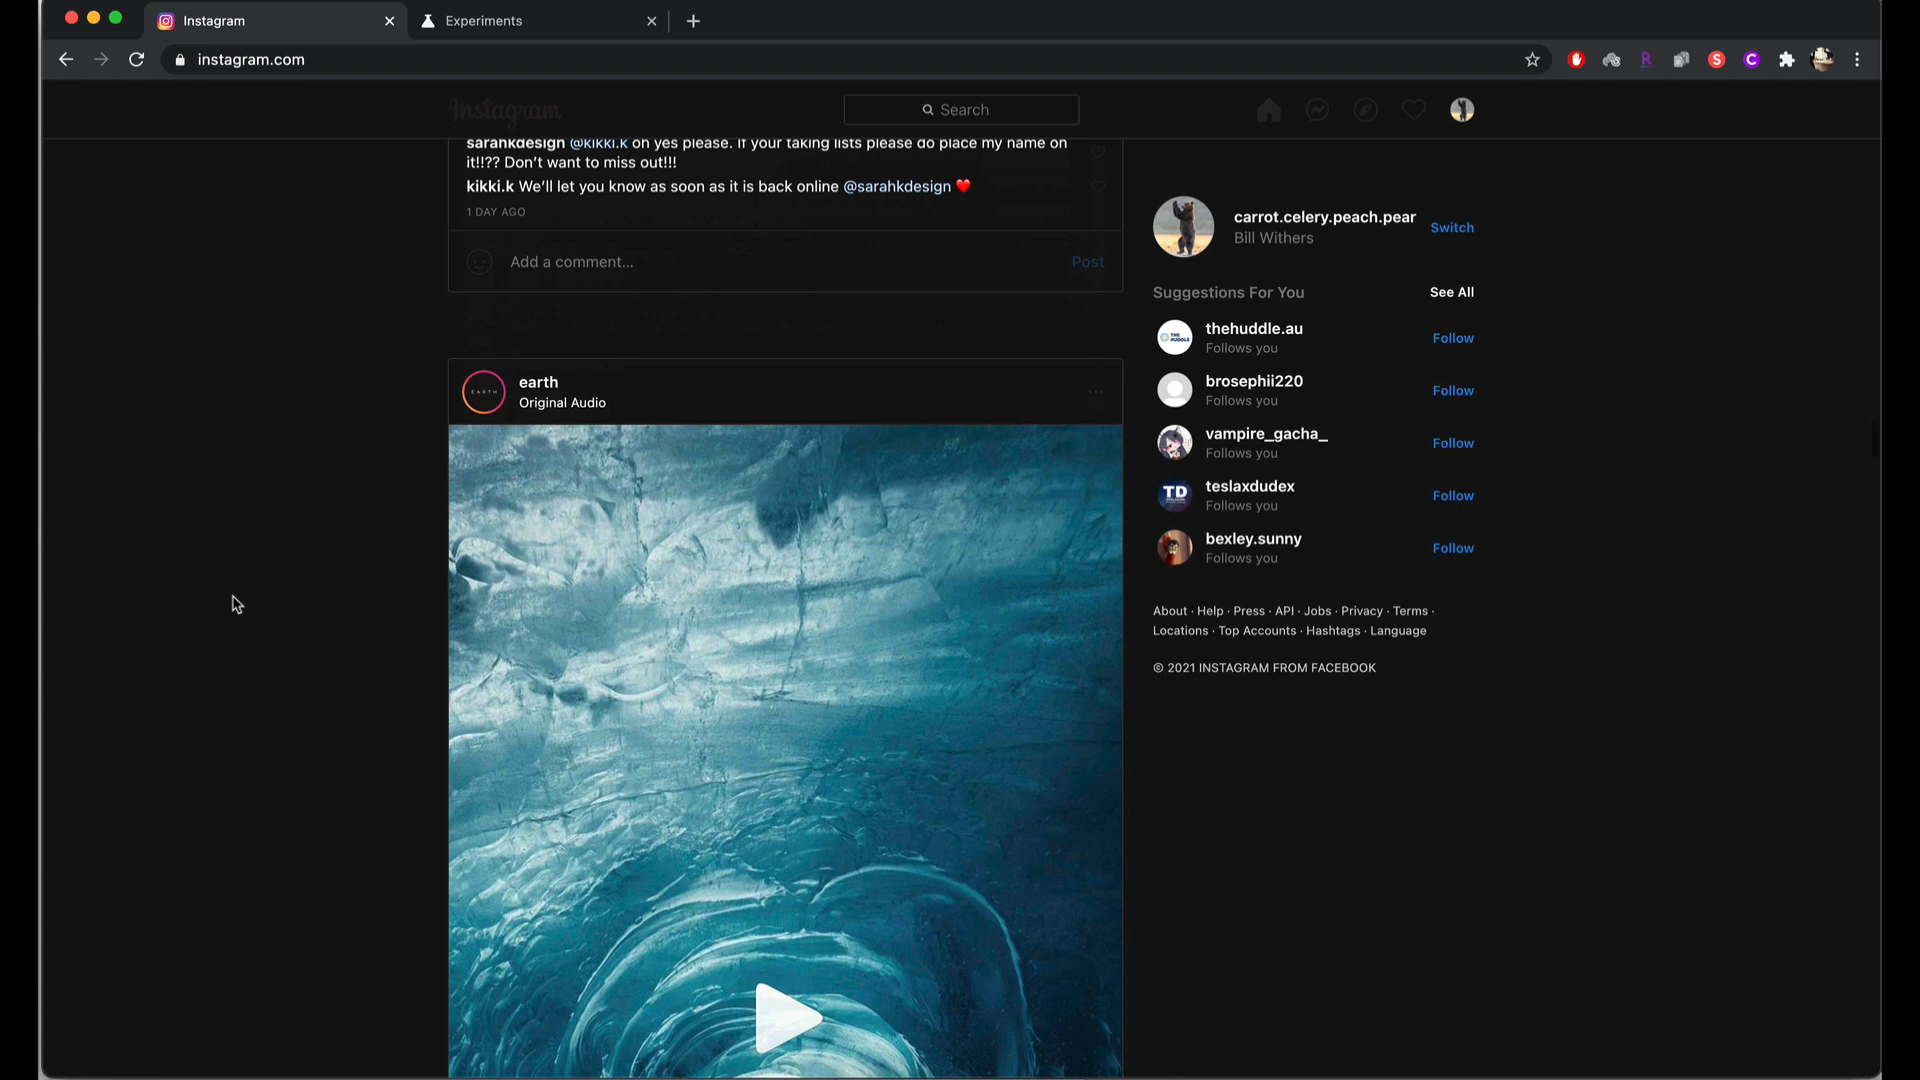 Instagram
Experiments
instagram.com
Instagram
Search
sarahkdesign @kikki.k oh yes please. If your taking lists please do place my name on
it!!?? Don't want to miss out!!!
kikki.k We'll let you know as soon as it is back online @sarahkdesign ❤️
1 DAY AGO
Add a comment...
Post
EARTH
earth
Original Audio
carrot.celery.peach.pear
Bill Withers
Switch
Suggestions For You
See All
THE HUDDLE
thehuddle.au
Follows you
Follow
brosephii220
Follows you
Follow
vampire_gacha_
Follows you
Follow
TD
teslaxdudex
Follows you
Follow
bexley.sunny
Follows you
Follow
About · Help · Press · API · Jobs · Privacy · Terms ·
Locations · Top Accounts · Hashtags · Language
© 2021 INSTAGRAM FROM FACEBOOK